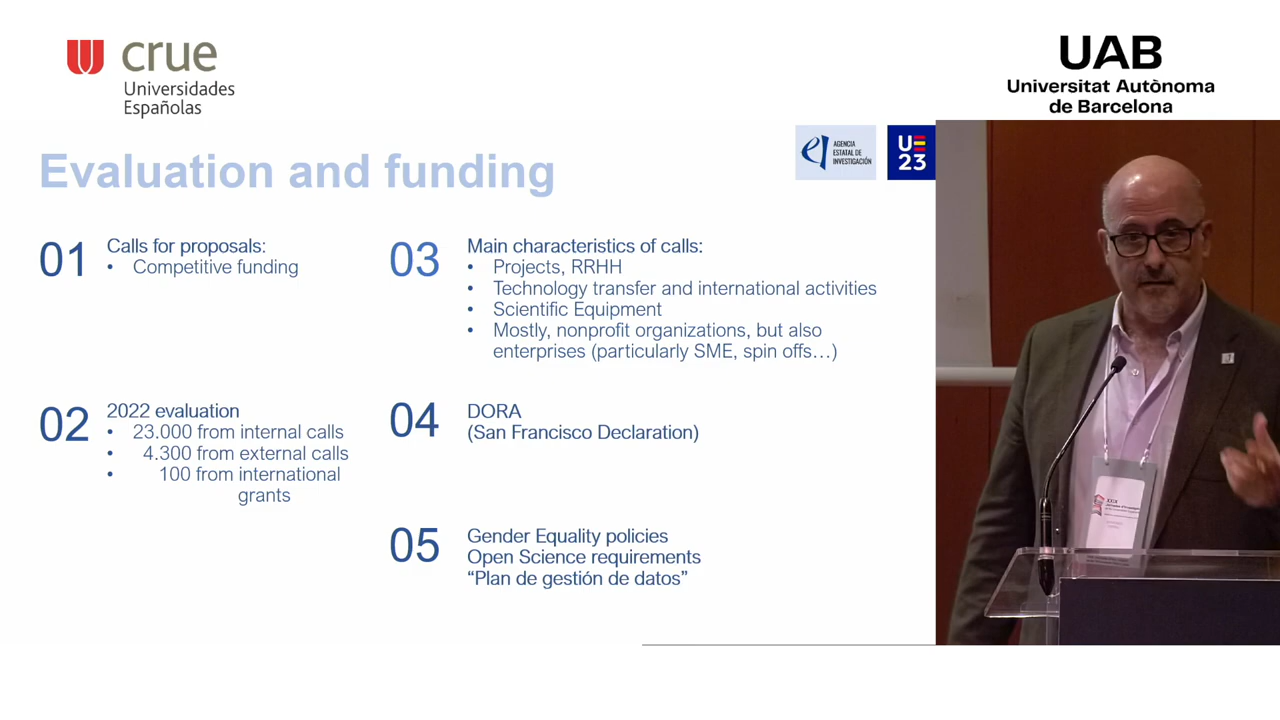 crue
Universidades
Españolas
UAB
Universitat Autònoma
de Barcelona
Evaluation and funding
AGENCIA
ESTATAL DE
INVESTIGACIÓN
UE
23
01
Calls for proposals:
• Competitive funding
02
2022 evaluation
• 23.000 from internal calls
• 4.300 from external calls
• 100 from international
grants
03
Main characteristics of calls:
• Projects, RRHH
• Technology transfer and international activities
• Scientific Equipment
• Mostly, nonprofit organizations, but also
enterprises (particularly SME, spin offs…)
04
DORA
(San Francisco Declaration)
05
Gender Equality policies
Open Science requirements
“Plan de gestión de datos”
XXIX